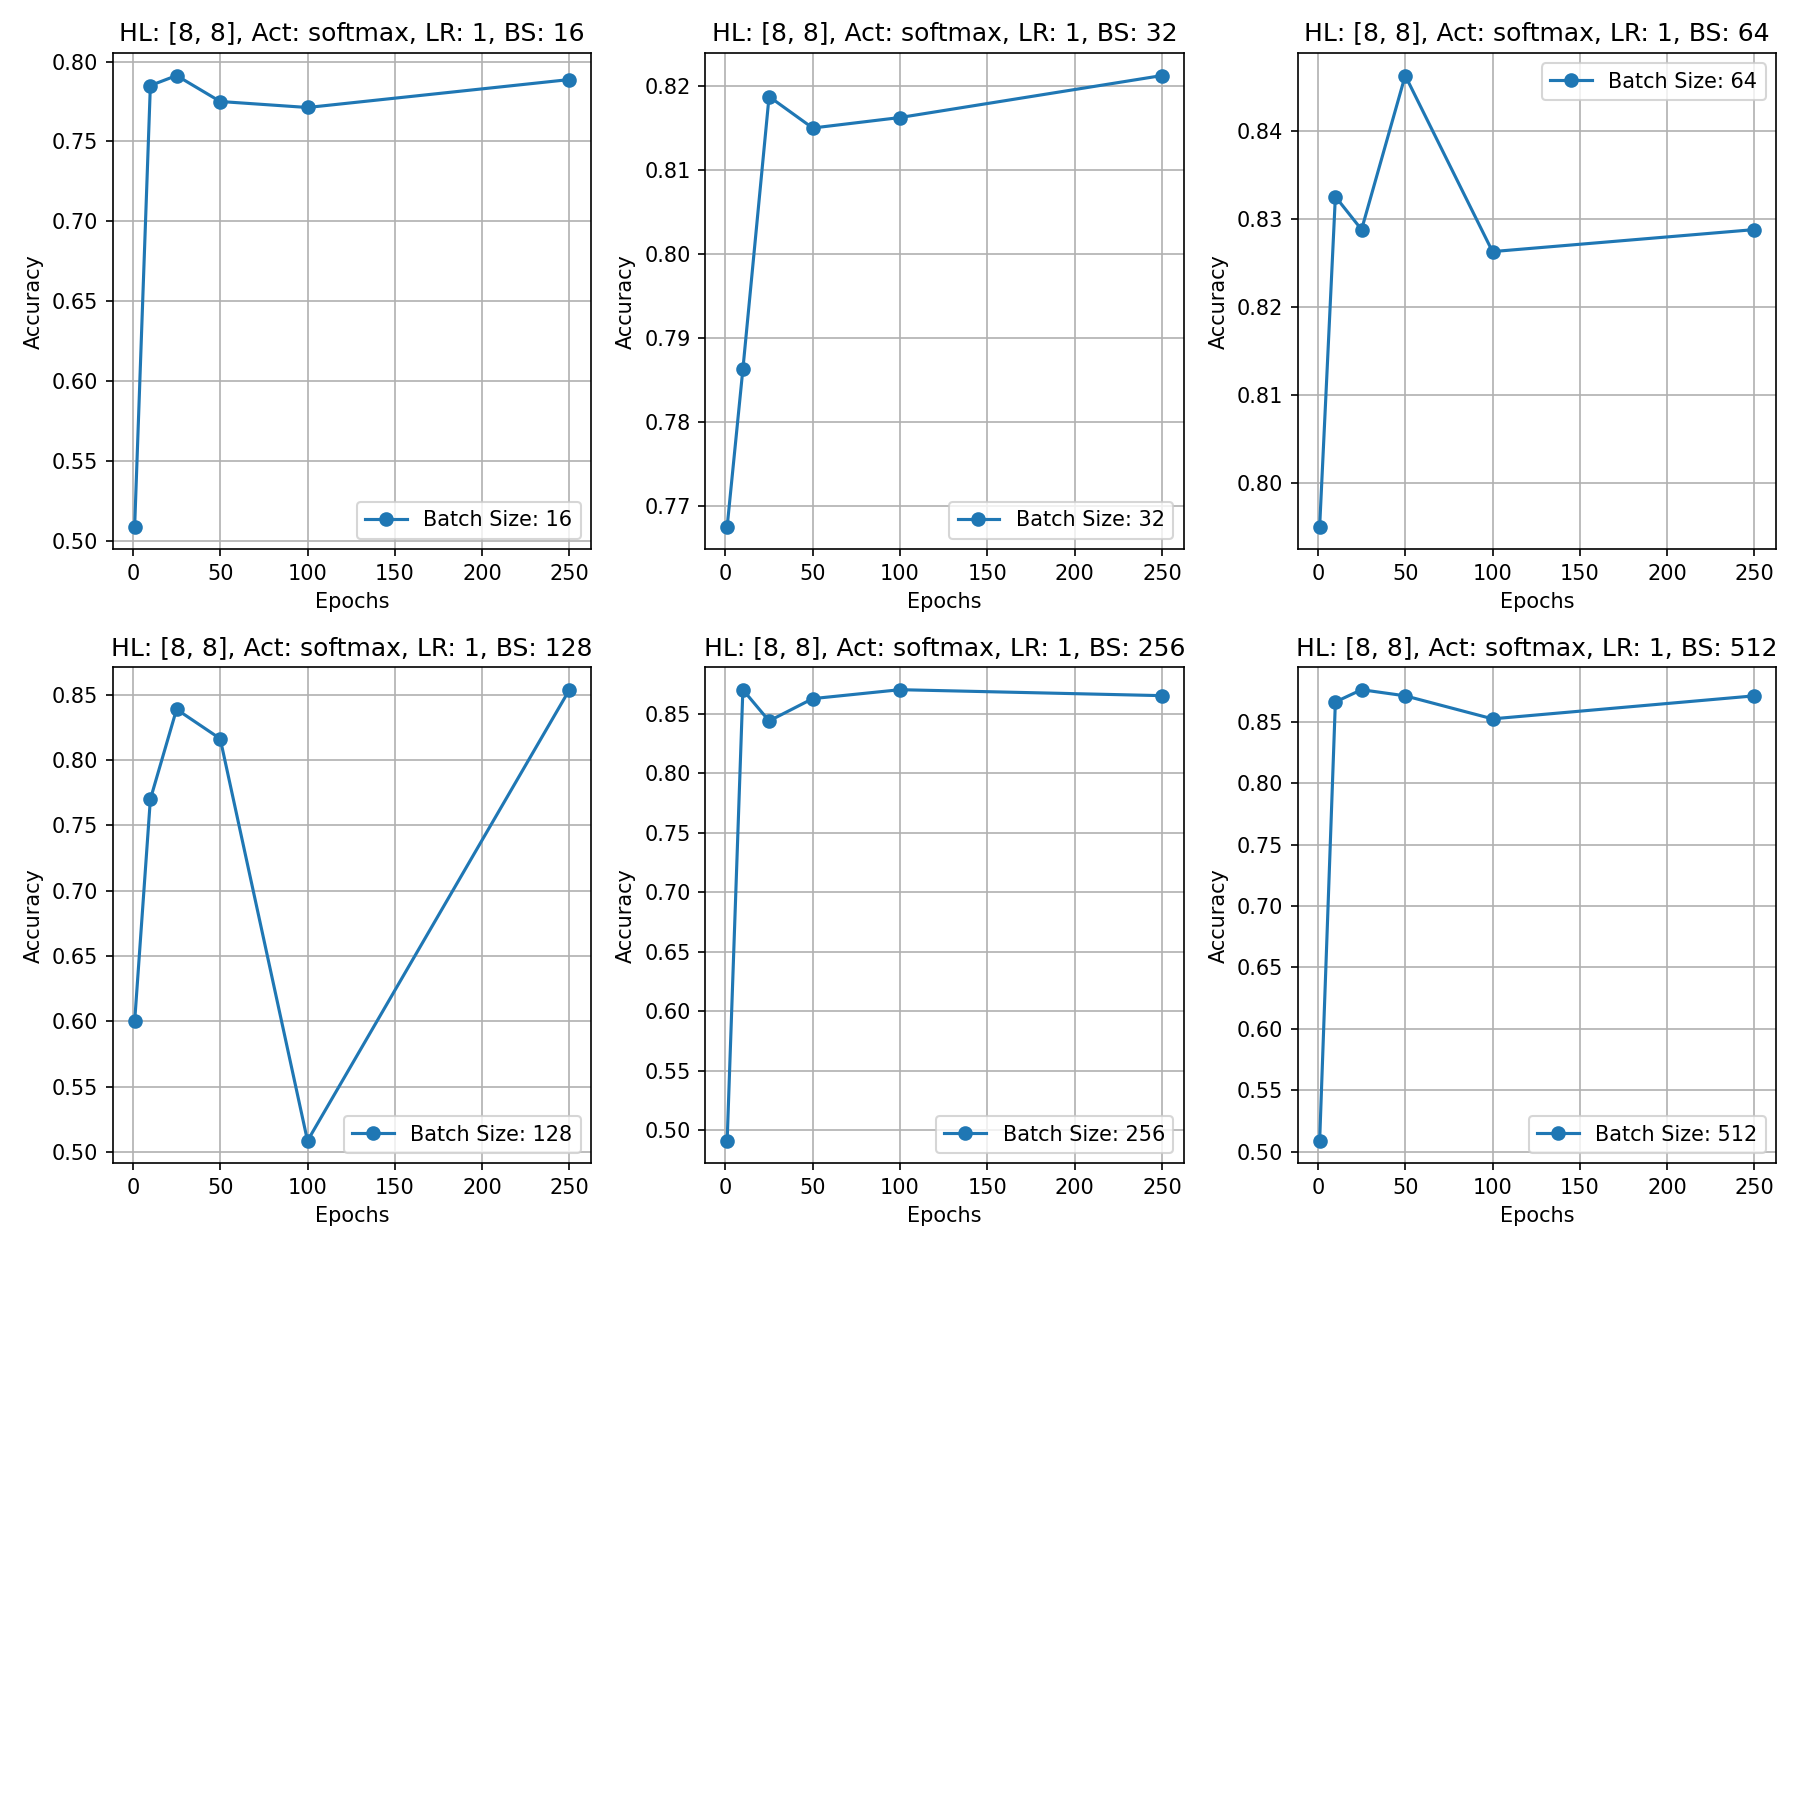 HL: [8, 8], Act: softmax, LR: 1, BS: 16
0.80
0.75
0.70
0.65
0.60
0.55
0.50
Accuracy
Batch Size: 16
0 50 100 150 200 250
Epochs
HL: [8, 8], Act: softmax, LR: 1, BS: 32
0.82
0.81
0.80
0.79
0.78
0.77
Accuracy
Batch Size: 32
0 50 100 150 200 250
Epochs
HL: [8, 8], Act: softmax, LR: 1, BS: 64
Batch Size: 64
0.84
0.83
0.82
0.81
0.80
Accuracy
0 50 100 150 200 250
Epochs
HL: [8, 8], Act: softmax, LR: 1, BS: 128
0.85
0.80
0.75
0.70
0.65
0.60
0.55
0.50
Accuracy
Batch Size: 128
0 50 100 150 200 250
Epochs
HL: [8, 8], Act: softmax, LR: 1, BS: 256
0.85
0.80
0.75
0.70
0.65
0.60
0.55
0.50
Accuracy
Batch Size: 256
0 50 100 150 200 250
Epochs
HL: [8, 8], Act: softmax, LR: 1, BS: 512
0.85
0.80
0.75
0.70
0.65
0.60
0.55
0.50
Accuracy
Batch Size: 512
0 50 100 150 200 250
Epochs